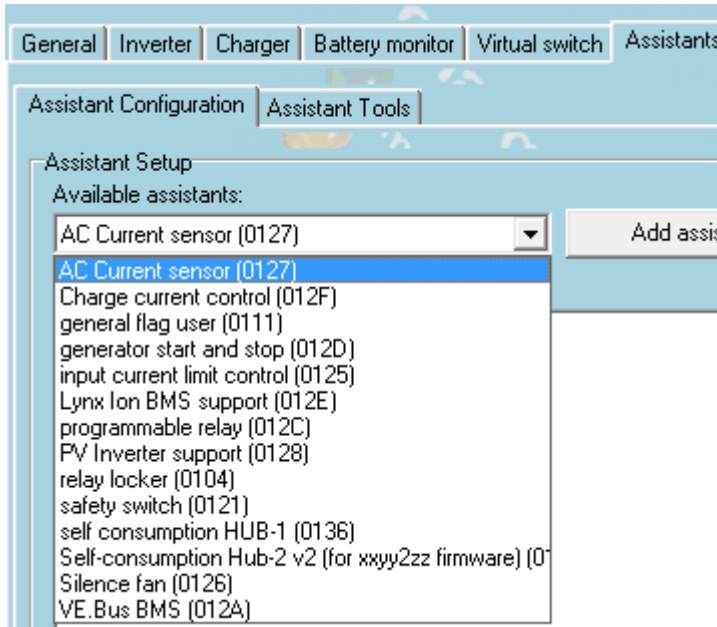 General Inverter Charger Battery monitor Virtual switch Assistants
Assistant Configuration Assistant Tools
Assistant Setup
Available assistants:
AC Current sensor (0127) Add
AC Current sensor (0127)
Charge current control (012F)
general flag user (0111)
generator start and stop (012D)
input current limit control (0125)
Lynx Ion BMS support (012E)
programmable relay (012C)
PV Inverter support (0128)
relay locker (0104)
safety switch (0121)
self consumption HUB-1 (0136)
Self-consumption Hub-2 v2 (for xxyy2zz firmware)
Silence fan (0126)
VE.Bus BMS (012A)